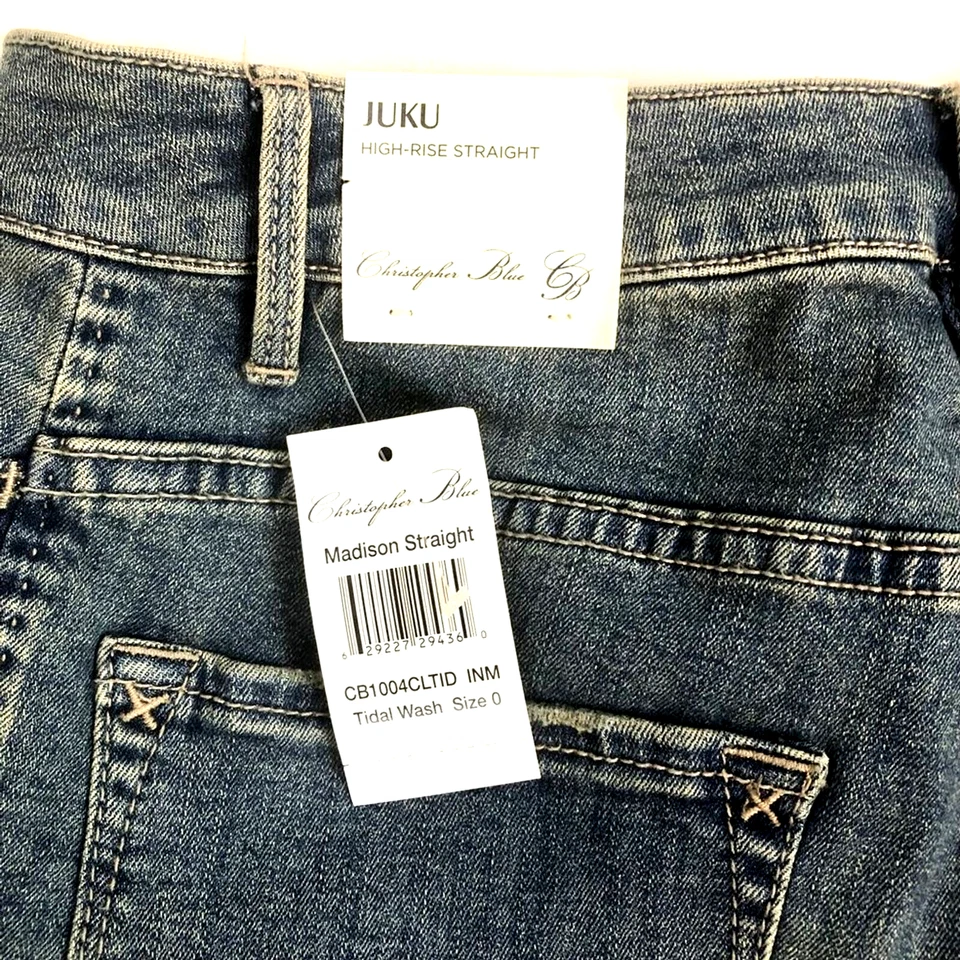 JUKU
HIGH-RISE STRAIGHT
Christopher Blue CB
Christopher Blue
Madison Straight
6 29227 29436 0
CB1004CLTID INM
Tidal Wash Size 0